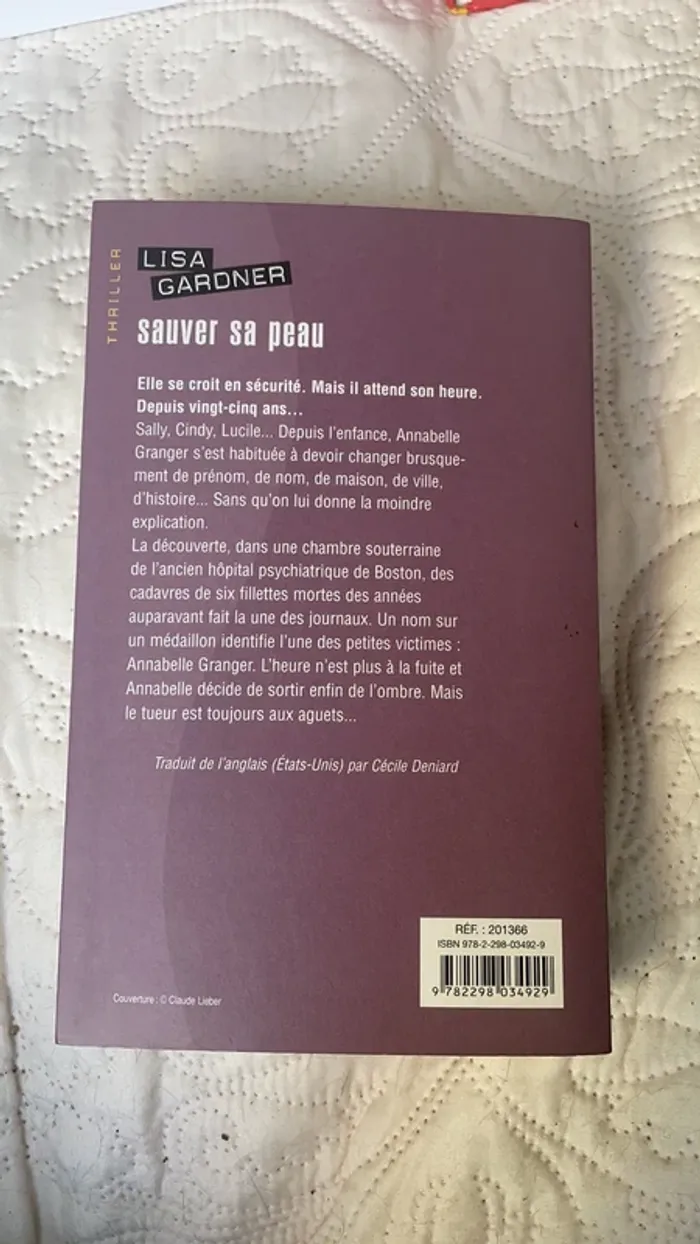 THRILLER
LISA
GARDNER
sauver sa peau
Elle se croit en sécurité. Mais il attend son heure.
Depuis vingt-cinq ans...
Sally, Cindy, Lucile... Depuis l'enfance, Annabelle
Granger s'est habituée à devoir changer brusque-
ment de prénom, de nom, de maison, de ville,
d'histoire... Sans qu'on lui donne la moindre
explication.
La découverte, dans une chambre souterraine
de l'ancien hôpital psychiatrique de Boston, des
cadavres de six fillettes mortes des années
auparavant fait la une des journaux. Un nom sur
un médaillon identifie l'une des petites victimes :
Annabelle Granger. L'heure n'est plus à la fuite et
Annabelle décide de sortir enfin de l'ombre. Mais
le tueur est toujours aux aguets...
Traduit de l'anglais (États-Unis) par Cécile Deniard
RÉF. : 201366
ISBN 978-2-298-03492-9
9 782298 034929
Couverture : © Claude Lieber